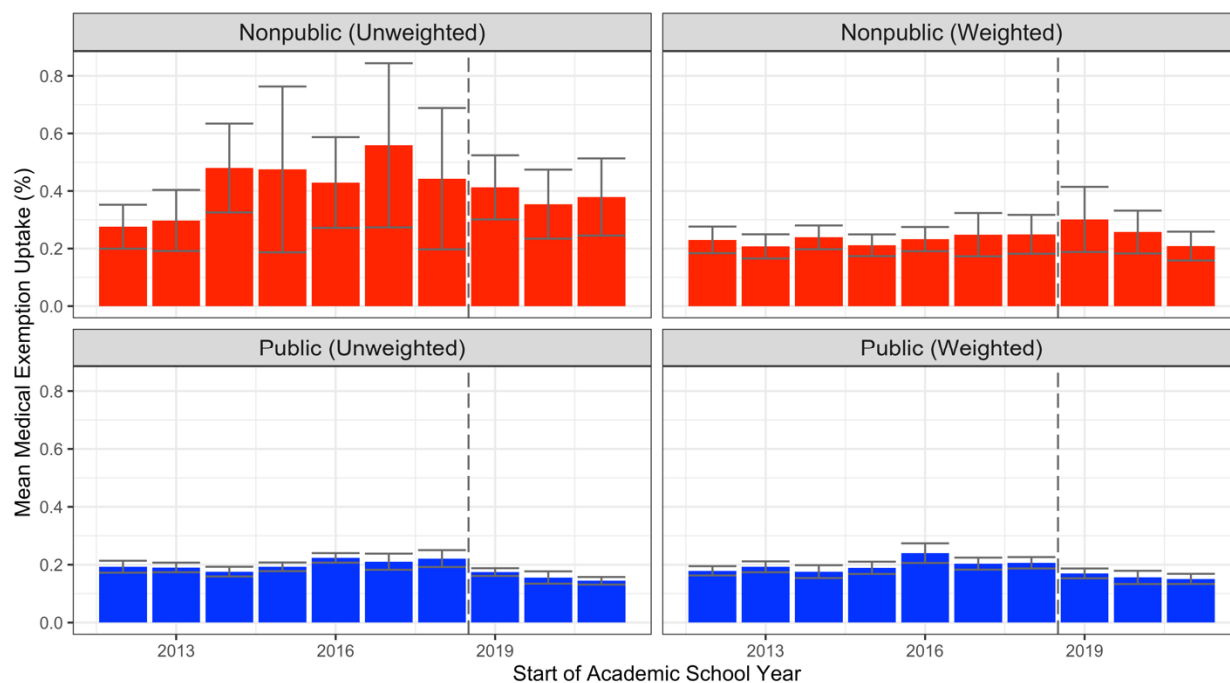 Nonpublic (Unweighted)
Nonpublic (Weighted)
0.8
0.6
0.4
0.2
0.0
Public (Unweighted)
Public (Weighted)
0.8
0.6
0.4
0.2
0.0
Mean Medical Exemption Uptake (%)
2013
2016
2019
2013
2016
2019
Start of Academic School Year